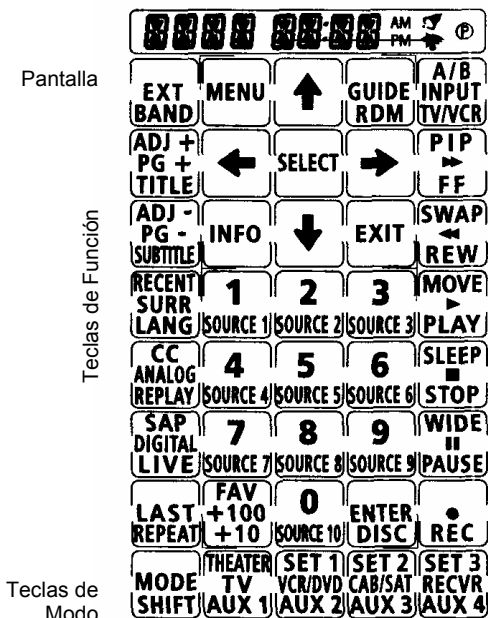 AM
PM
P
Pantalla
EXT
BAND
MENU
GUIDE
RDM
A/B
INPUT
TV/VCR
ADJ +
PG +
TITLE
SELECT
PIP
FF
ADJ -
PG -
SUBTITLE
INFO
EXIT
SWAP
REW
Teclas de Función
RECENT
SURR
LANG
1
SOURCE 1
2
SOURCE 2
3
SOURCE 3
MOVE
PLAY
CC
ANALOG
REPLAY
4
SOURCE 4
5
SOURCE 5
6
SOURCE 6
SLEEP
STOP
SAP
DIGITAL
LIVE
7
SOURCE 7
8
SOURCE 8
9
SOURCE 9
WIDE
PAUSE
LAST
REPEAT
FAV
+100
+10
0
SOURCE 10
ENTER
DISC
REC
Teclas de
Modo
MODE
SHIFT
THEATER
TV
AUX 1
SET 1
VCR/DVD
AUX 2
SET 2
CAB/SAT
AUX 3
SET 3
RECVR
AUX 4